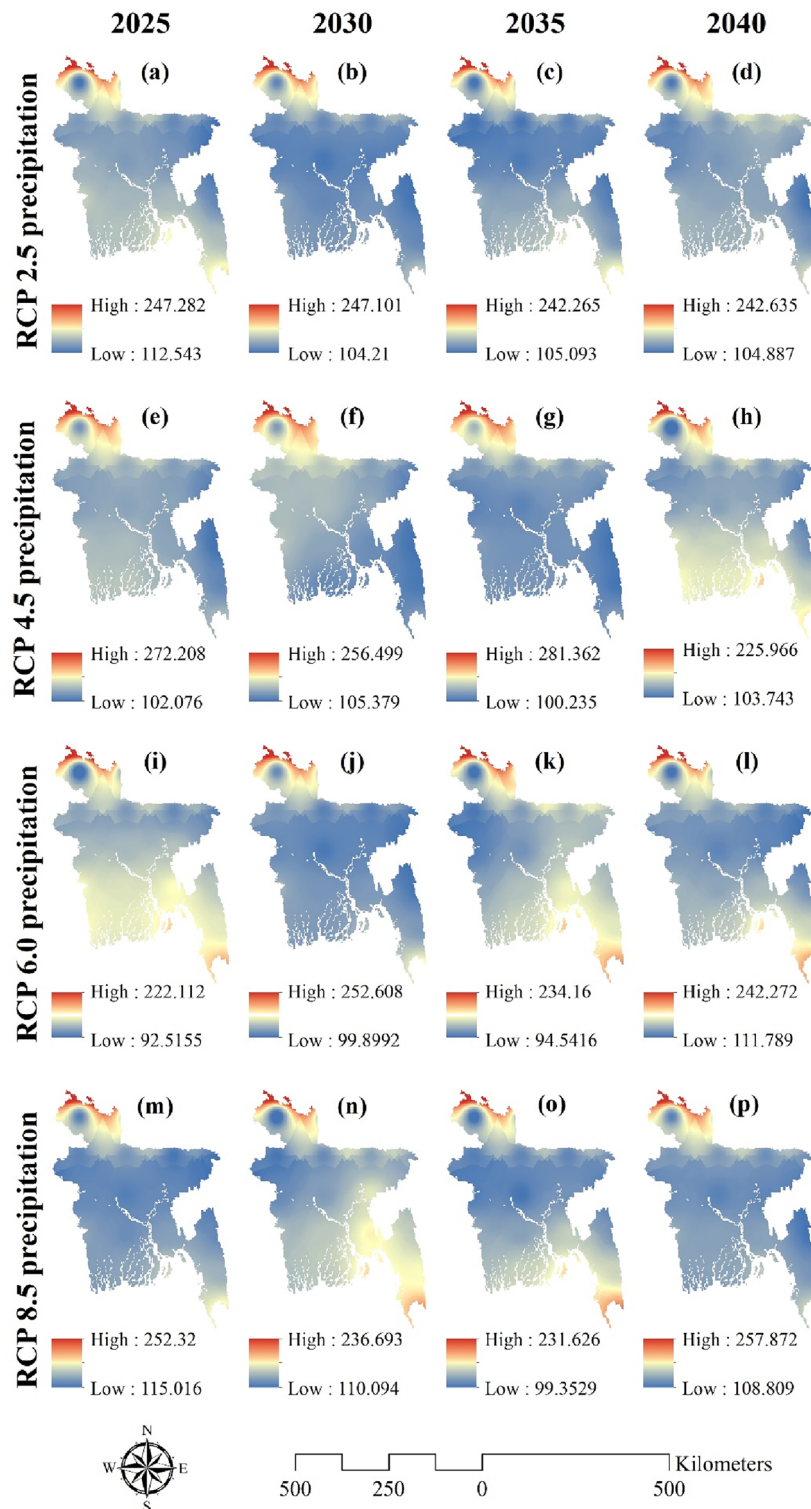 2025 2030 2035 2040
RCP 2.5 precipitation
(a) (b) (c) (d)
High : 247.282 High : 247.101 High : 242.265 High : 242.635
Low : 112.543 Low : 104.21 Low : 105.093 Low : 104.887
RCP 4.5 precipitation
(e) (f) (g) (h)
High : 272.208 High : 256.499 High : 281.362 High : 225.966
Low : 102.076 Low : 105.379 Low : 100.235 Low : 103.743
RCP 6.0 precipitation
(i) (j) (k) (l)
High : 222.112 High : 252.608 High : 234.16 High : 242.272
Low : 92.5155 Low : 99.8992 Low : 94.5416 Low : 111.789
RCP 8.5 precipitation
(m) (n) (o) (p)
High : 252.32 High : 236.693 High : 231.626 High : 257.872
Low : 115.016 Low : 110.094 Low : 99.3529 Low : 108.809
N
W E
S
Kilometers
500 250 0 500